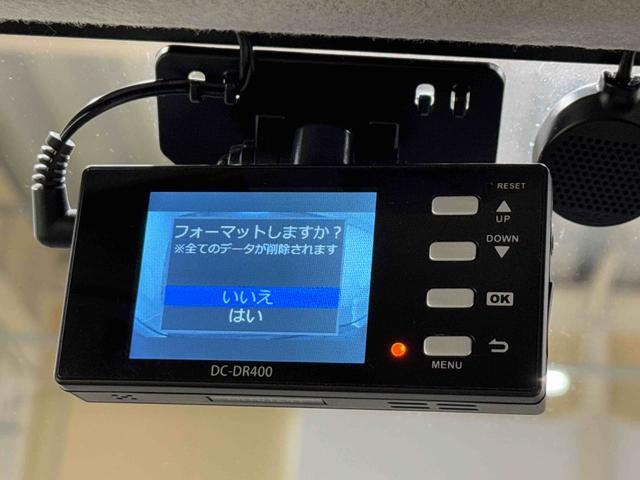 フォーマットしますか?
※全てのデータが削除されます
いいえ
はい
RESET
UP
DOWN
OK
MENU
DC-DR400